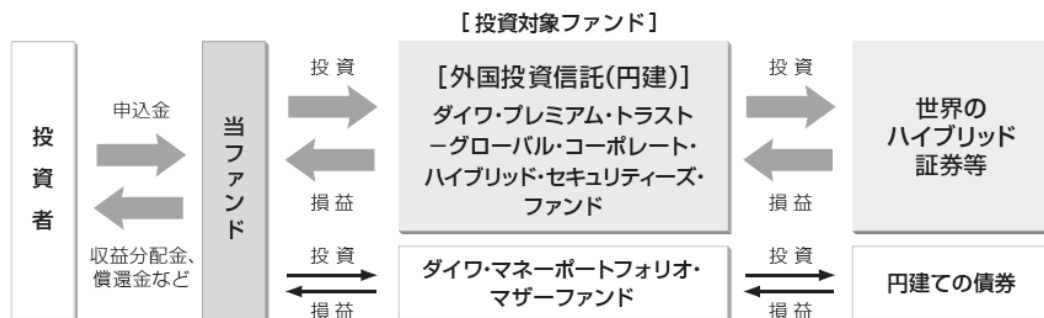 [投資対象ファンド]
投資者
申込金
収益分配金、
償還金など
当ファンド
投資
損益
[外国投資信託(円建)]
ダイワ・プレミアム・トラスト
－グローバル・コーポレート・
ハイブリッド・セキュリティーズ・
ファンド
投資
損益
世界の
ハイブリッド
証券等
投資
損益
ダイワ・マネーポートフォリオ・
マザーファンド
投資
損益
円建ての債券